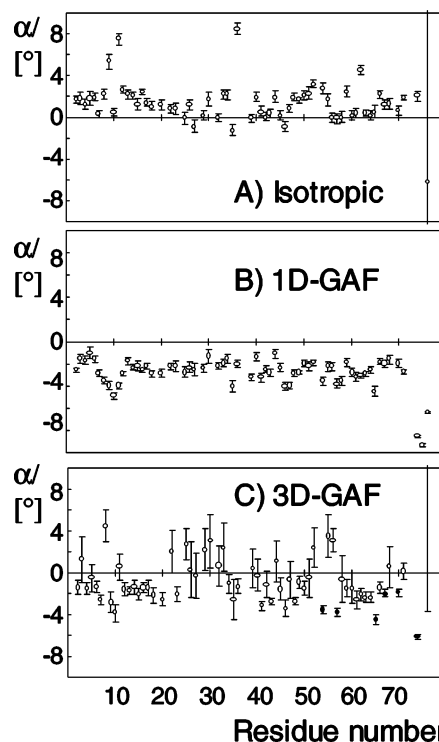 α/
[°]
8
4
0
-4
-8
A) Isotropic
α/
[°]
8
4
0
-4
-8
B) 1D-GAF
α/
[°]
8
4
0
-4
-8
C) 3D-GAF
10 20 30 40 50 60 70
Residue number